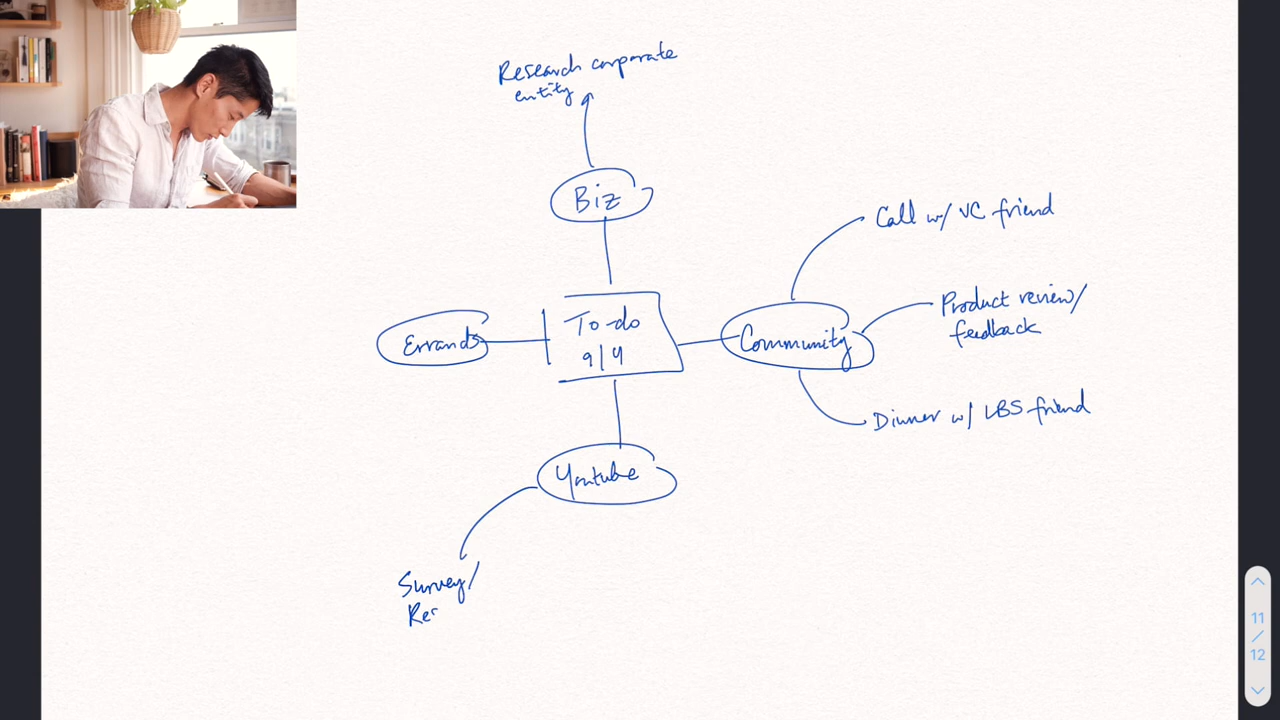 Research corporate
entity
Biz
Call w/ VC friend
Product review/
feedback
To-do
9/4
Errands
Community
Dinner w/ LBS friend
Youtube
Survey/
Re
11
/
12